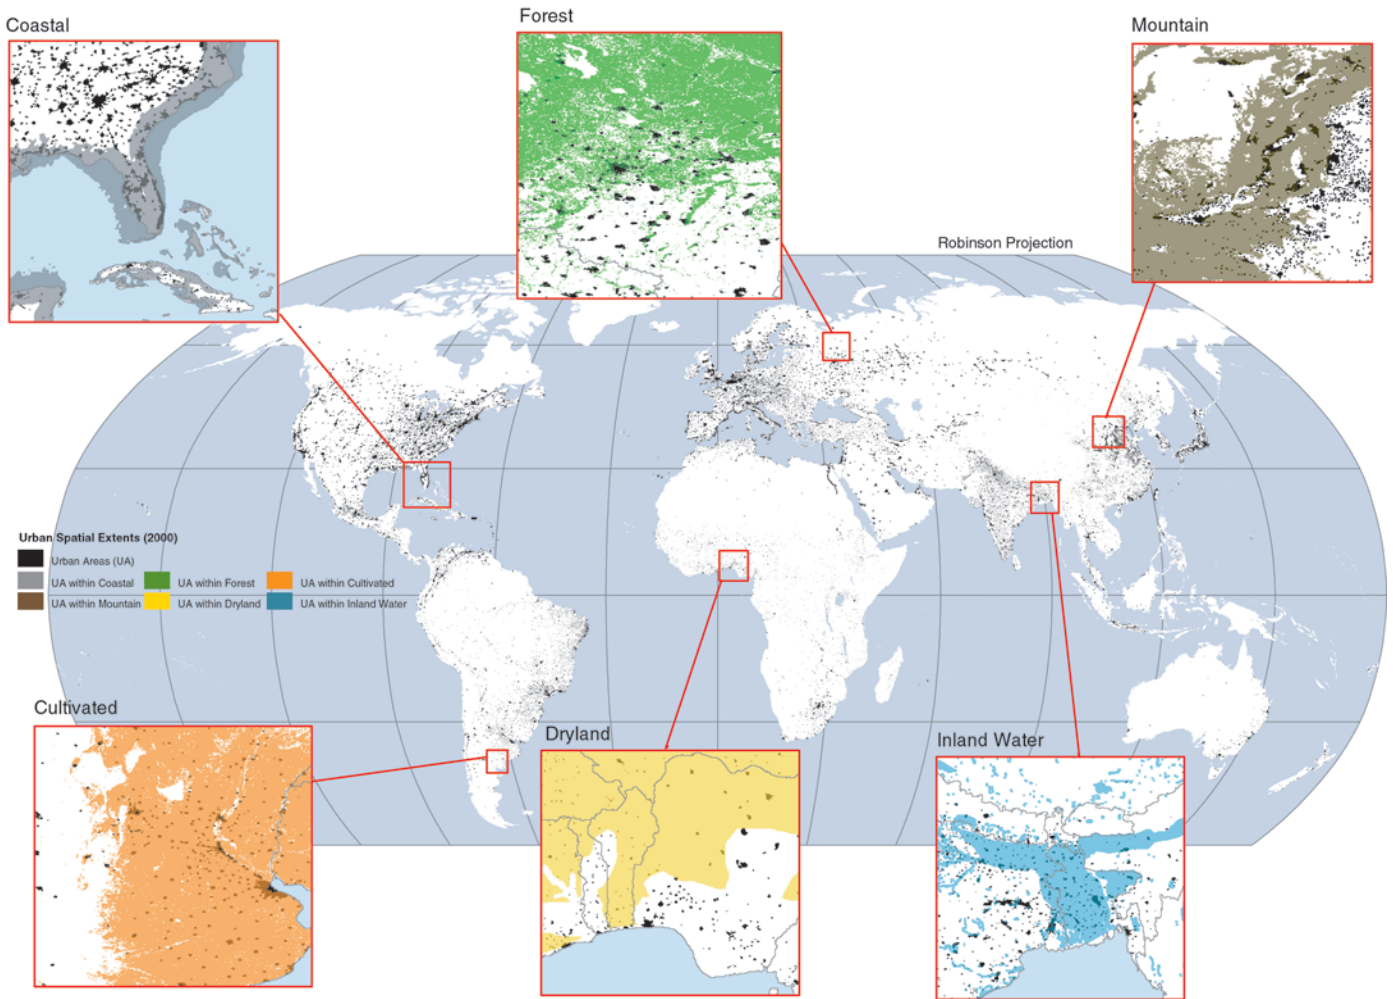 Coastal
Forest
Mountain
Robinson Projection
Urban Spatial Extents (2000)
Urban Areas (UA)
UA within Coastal UA within Forest UA within Cultivated
UA within Mountain UA within Dryland UA within Inland Water
Cultivated
Dryland
Inland Water